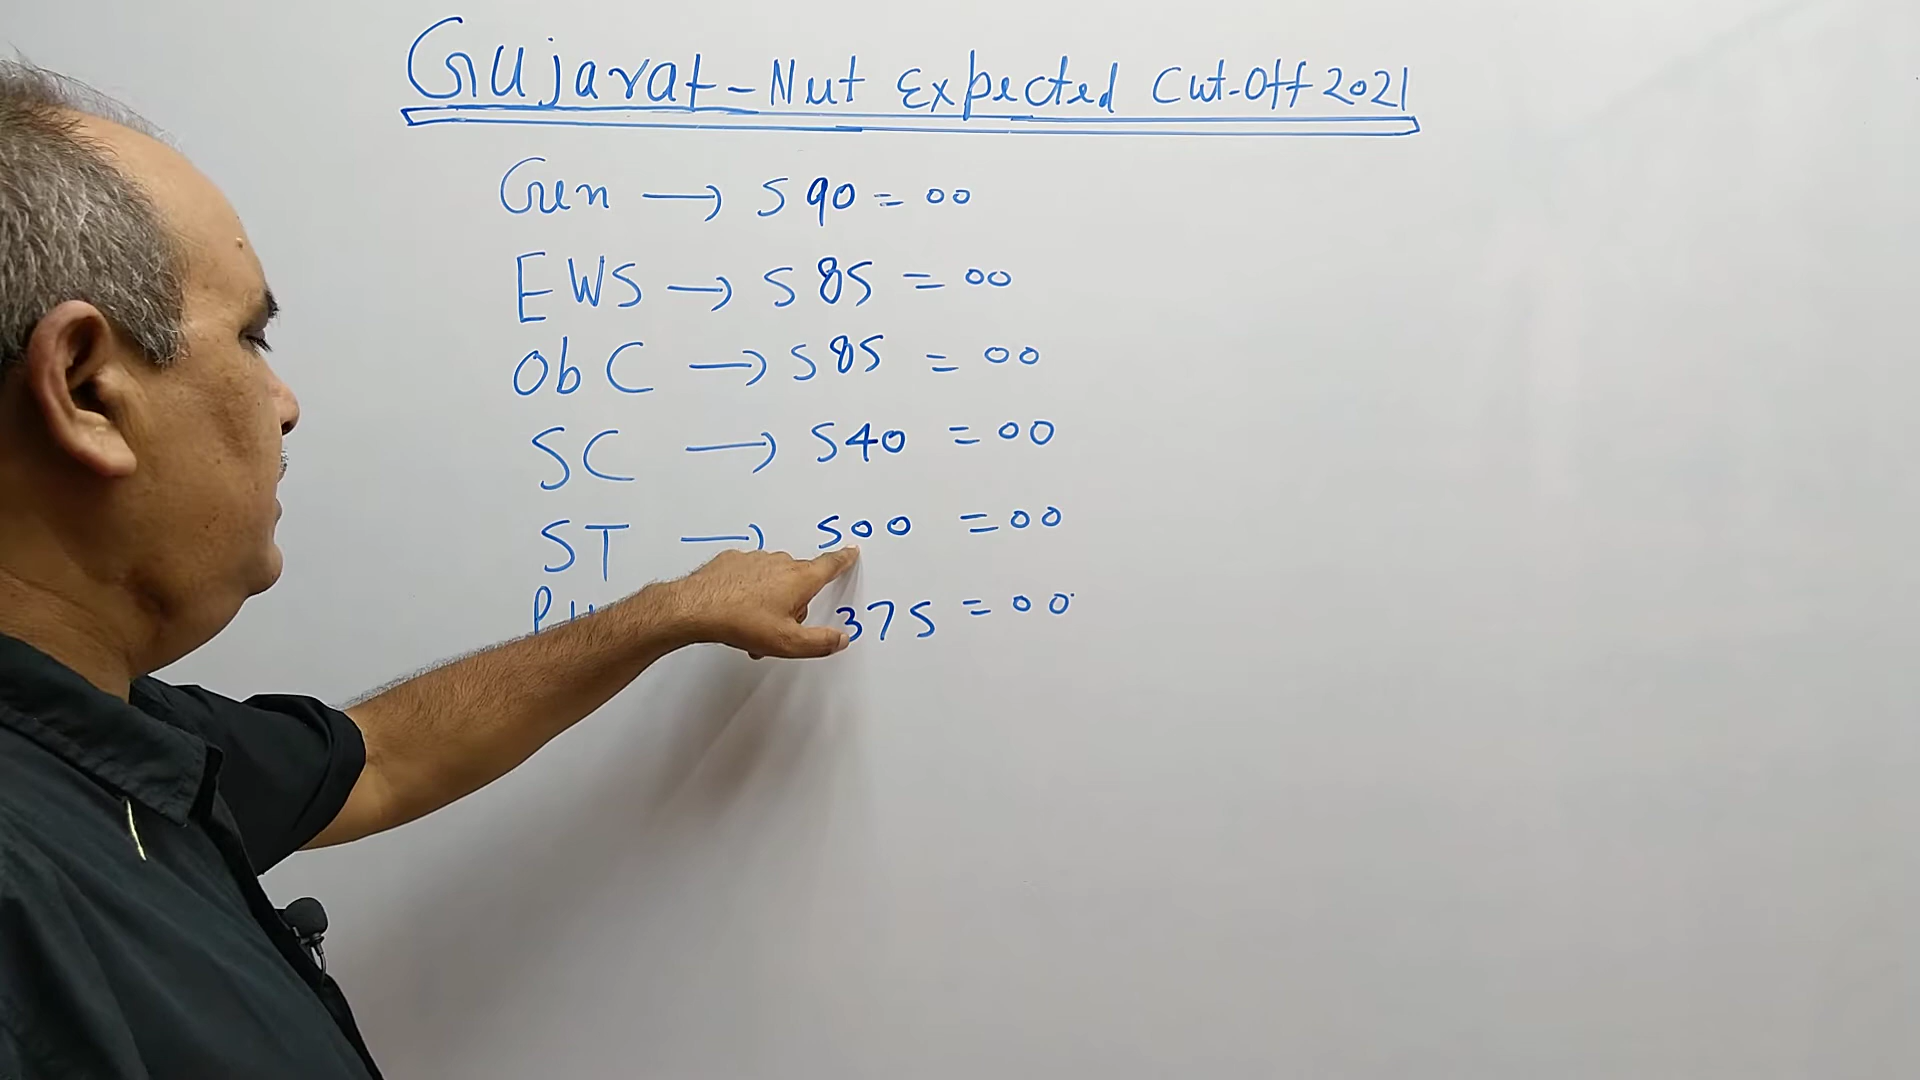 Gujarat - Nut Expected Cut-Off 2021
Gen → 590 = 00
EWS → 585 = 00
ObC → 585 = 00
SC → 540 = 00
ST → 500 = 00
375 = 00